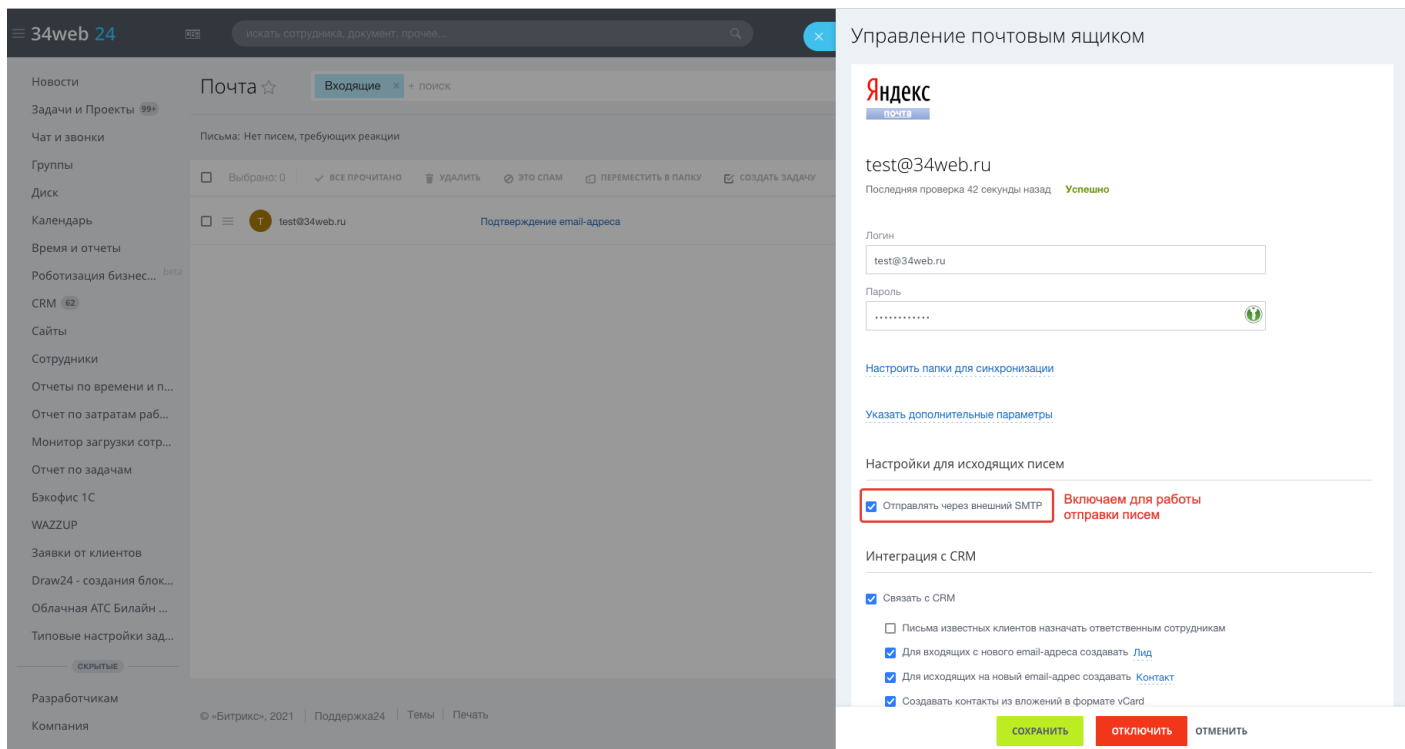 34web 24
искать сотрудника, документ, прочее...
Новости
Задачи и Проекты 99+
Чат и звонки
Группы
Диск
Календарь
Время и отчеты
Роботизация бизнес... beta
CRM 62
Сайты
Сотрудники
Отчеты по времени и п...
Отчет по затратам раб...
Монитор загрузки сотр...
Отчет по задачам
Бэкофис 1С
WAZZUP
Заявки от клиентов
Draw24 - создания блок...
Облачная АТС Билайн ...
Типовые настройки зад...
СКРЫТЫЕ
Разработчикам
Компания
Почта
Входящие × + поиск
Письма: Нет писем, требующих реакции
Выбрано: 0 ВСЕ ПРОЧИТАНО УДАЛИТЬ ЭТО СПАМ ПЕРЕМЕСТИТЬ В ПАПКУ СОЗДАТЬ ЗАДАЧУ
T test@34web.ru Подтверждение email-адреса
© «Битрикс», 2021 Поддержка24 Темы Печать
Управление почтовым ящиком
Яндекс
почта
test@34web.ru
Последняя проверка 42 секунды назад Успешно
Логин
test@34web.ru
Пароль
............
Настроить папки для синхронизации
Указать дополнительные параметры
Настройки для исходящих писем
Отправлять через внешний SMTP
Включаем для работы
отправки писем
Интеграция с CRM
Связать с CRM
Письма известных клиентов назначать ответственным сотрудникам
Для входящих с нового email-адреса создавать Лид
Для исходящих на новый email-адрес создавать Контакт
Создавать контакты из вложений в формате vCard
СОХРАНИТЬ ОТКЛЮЧИТЬ ОТМЕНИТЬ